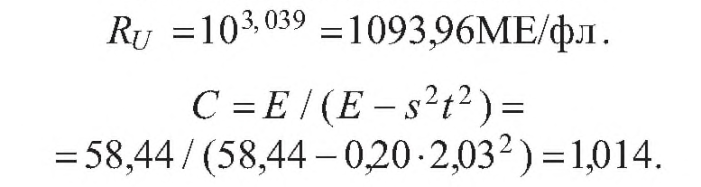 R_U = 10^{3,039} = 1093,96МЕ/фл.
C = E / (E – s²t²) =
= 58,44 / (58,44 – 0,20 · 2,03²) = 1,014.